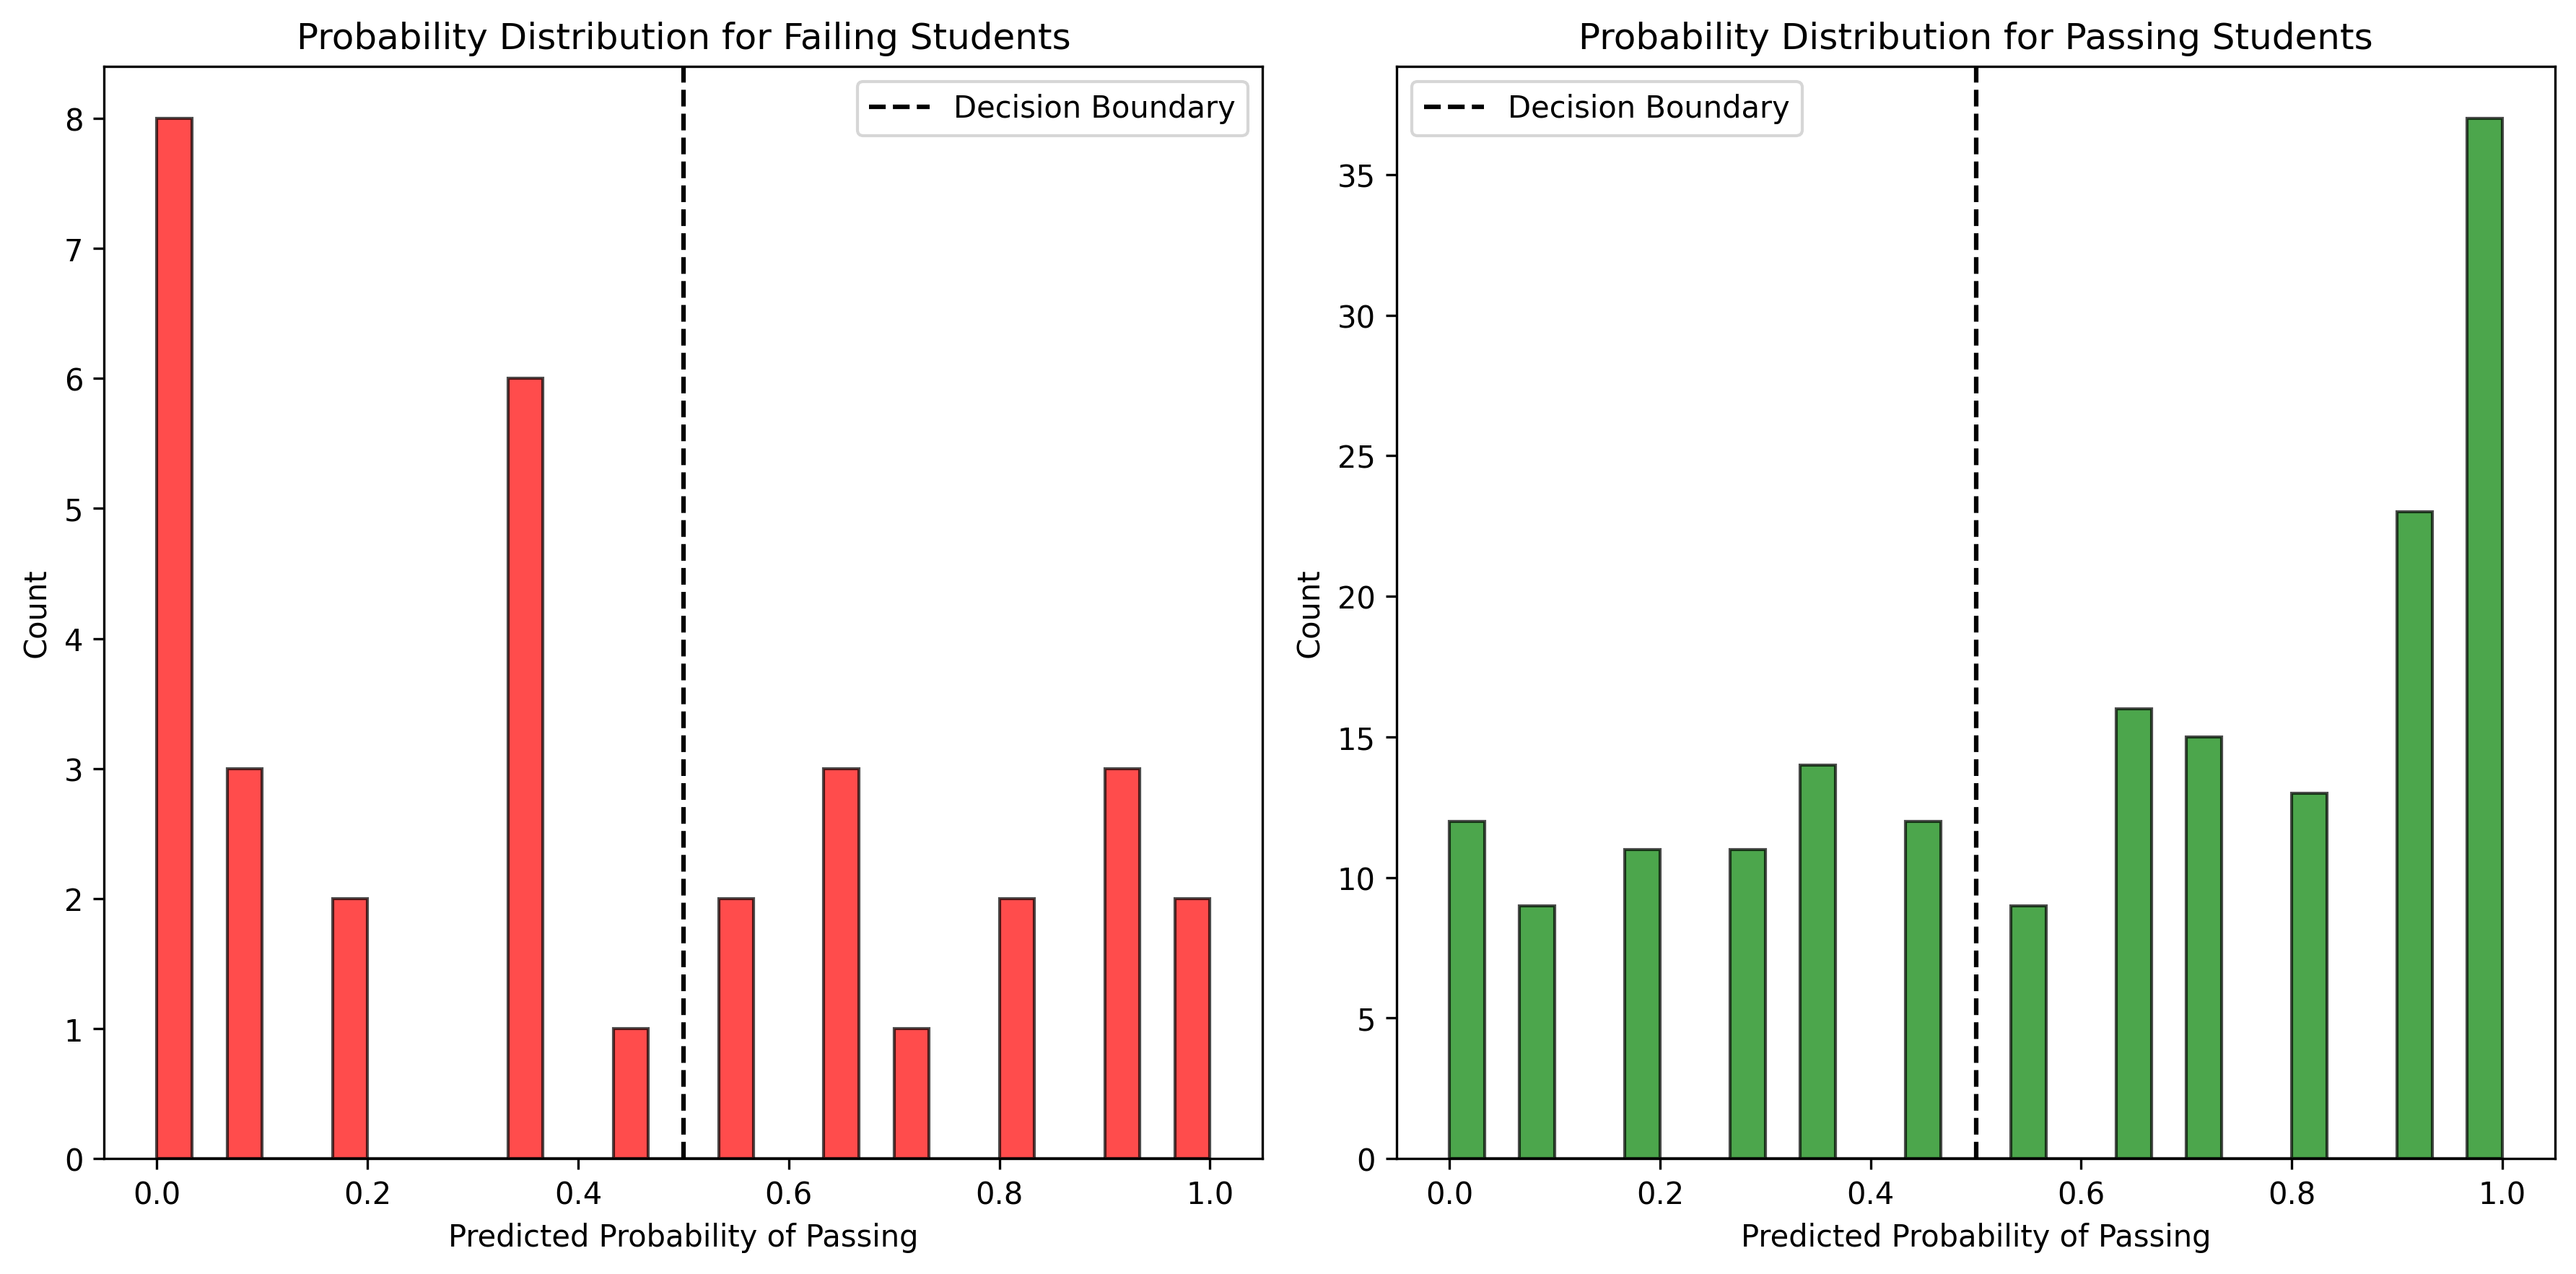 Probability Distribution for Failing Students
Decision Boundary
8
7
6
5
4
3
2
1
0
Count
0.0 0.2 0.4 0.6 0.8 1.0
Predicted Probability of Passing
Probability Distribution for Passing Students
Decision Boundary
35
30
25
20
15
10
5
0
Count
0.0 0.2 0.4 0.6 0.8 1.0
Predicted Probability of Passing